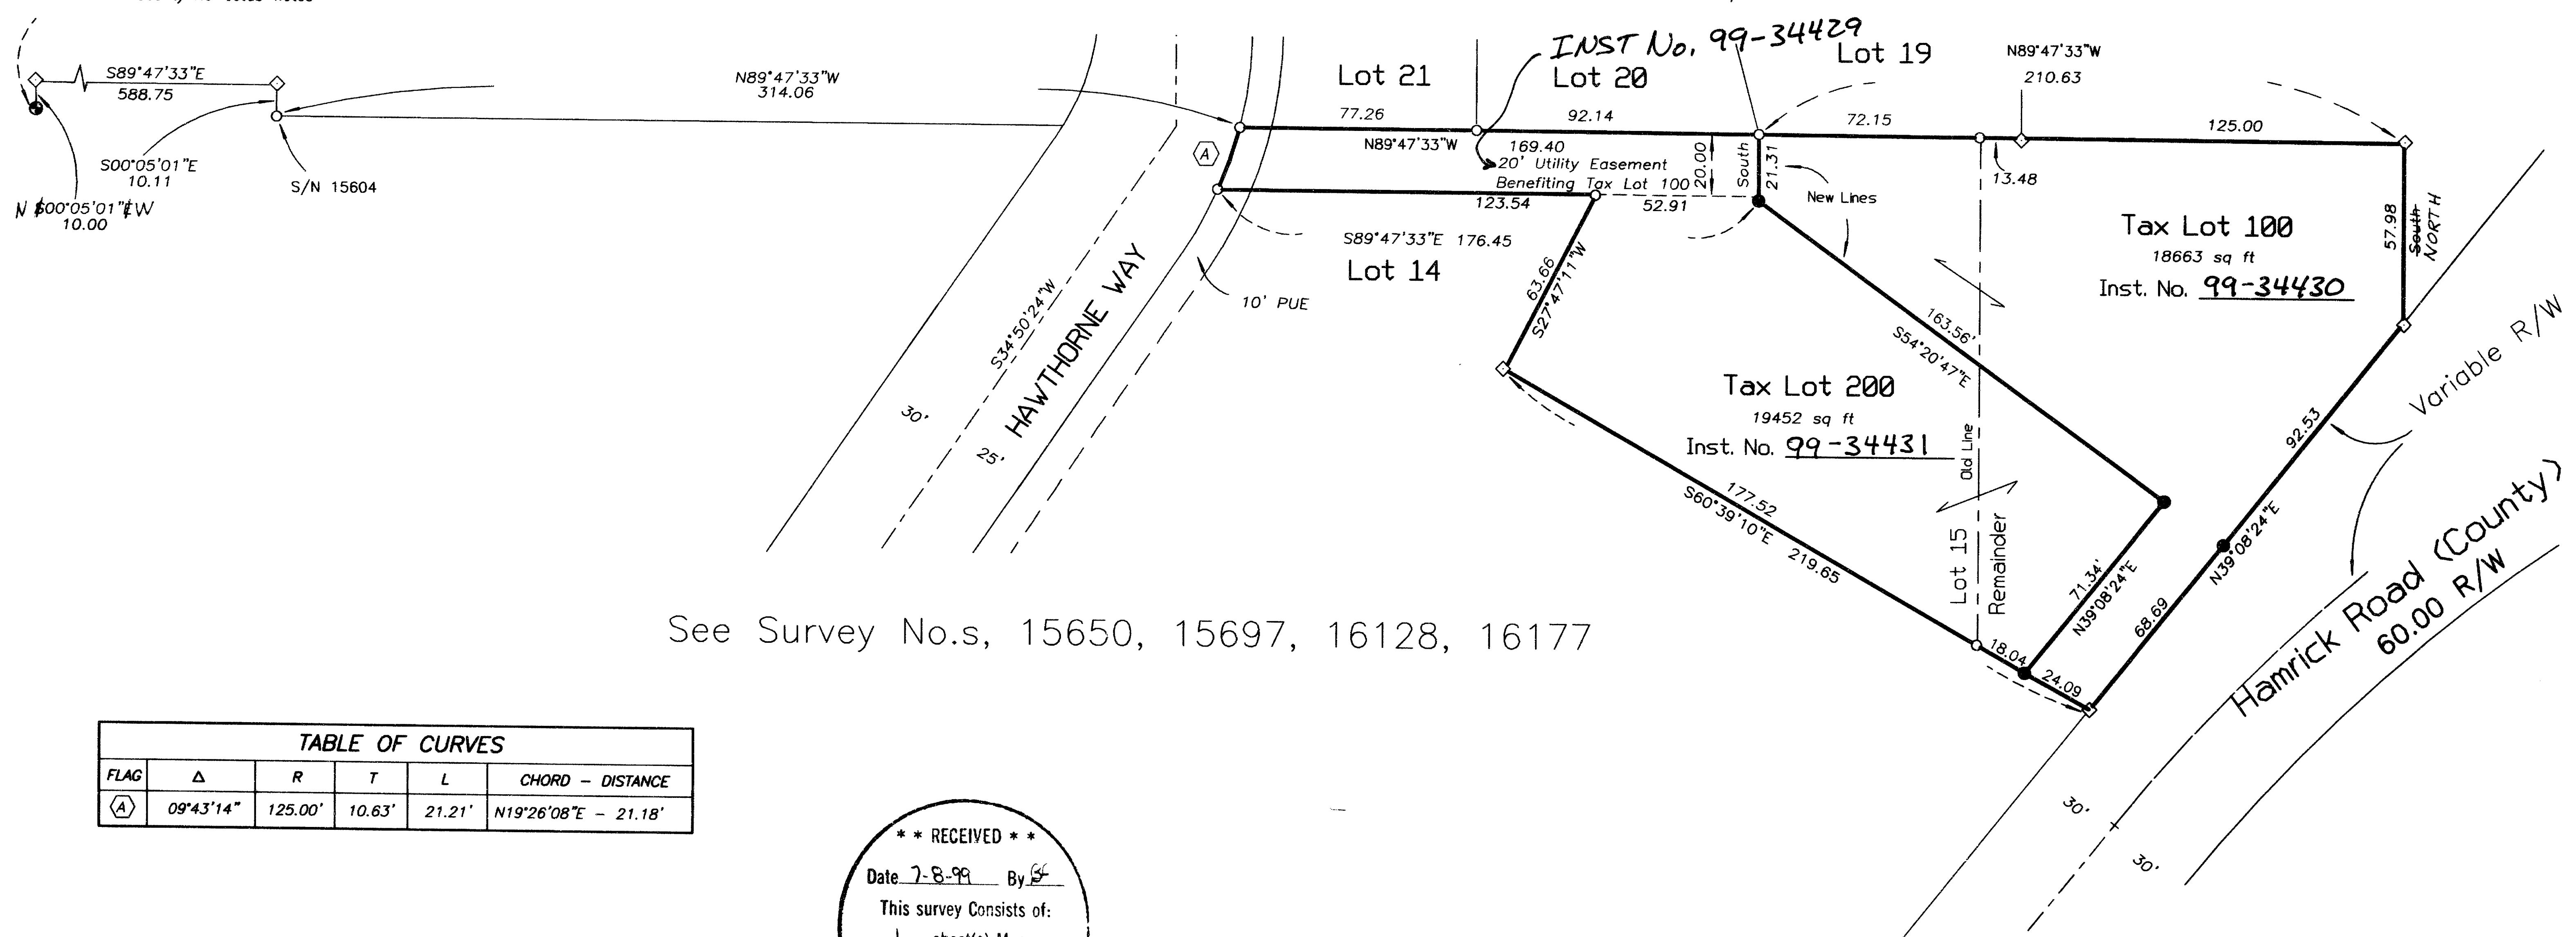 INST No. 99-34429
S89°47'33"E
588.75
N89°47'33"W
314.06
Lot 21
Lot 20
Lot 19
N89°47'33"W
210.63
77.26
92.14
72.15
125.00
A
N89°47'33"W
169.40
20' Utility Easement
Benefiting Tax Lot 100
20.00
South
21.31
13.48
S00°05'01"E
10.11
S/N 15604
N S00°05'01"E W
10.00
123.54
52.91
New Lines
S89°47'33"E 176.45
Lot 14
10' PUE
57.98
South
NORTH
Tax Lot 100
18663 sq ft
Inst. No. 99-34430
63.66
S27°47'11"W
163.56'
S54°20'47"E
S34°50'24"W
HAWTHORNE WAY
30'
25'
Tax Lot 200
19452 sq ft
Inst. No. 99-34431
Old Line
Variable R/W
92.53
N39°08'24"E
177.52
S60°39'10"E
219.65
Lot 15
Remainder
71.34'
N39°08'24"E
68.69
18.04
24.09
Hamrick Road (County)
60.00 R/W
30'
30'
See Survey No.s, 15650, 15697, 16128, 16177
TABLE OF CURVES
FLAG Δ R T L CHORD - DISTANCE
A 09°43'14" 125.00' 10.63' 21.21' N19°26'08"E - 21.18'
* * RECEIVED * *
Date 7-8-99 By
This survey Consists of: